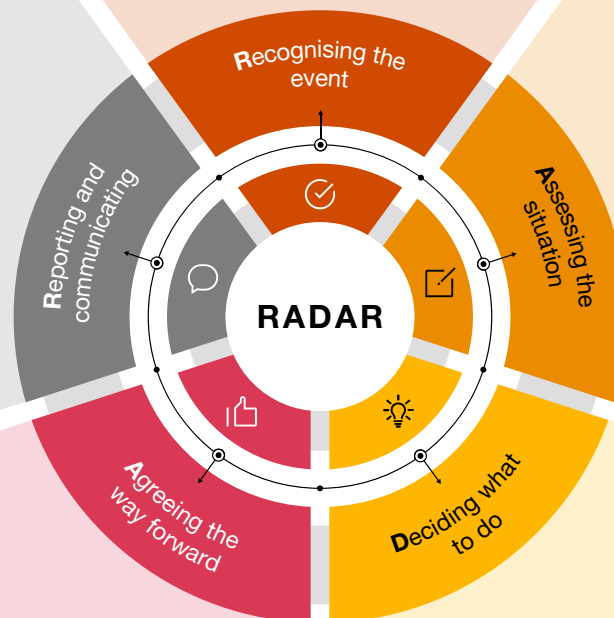 Recognising the
event
Assessing the
situation
Deciding what
to do
Agreeing the
way forward
Reporting and
communicating
RADAR